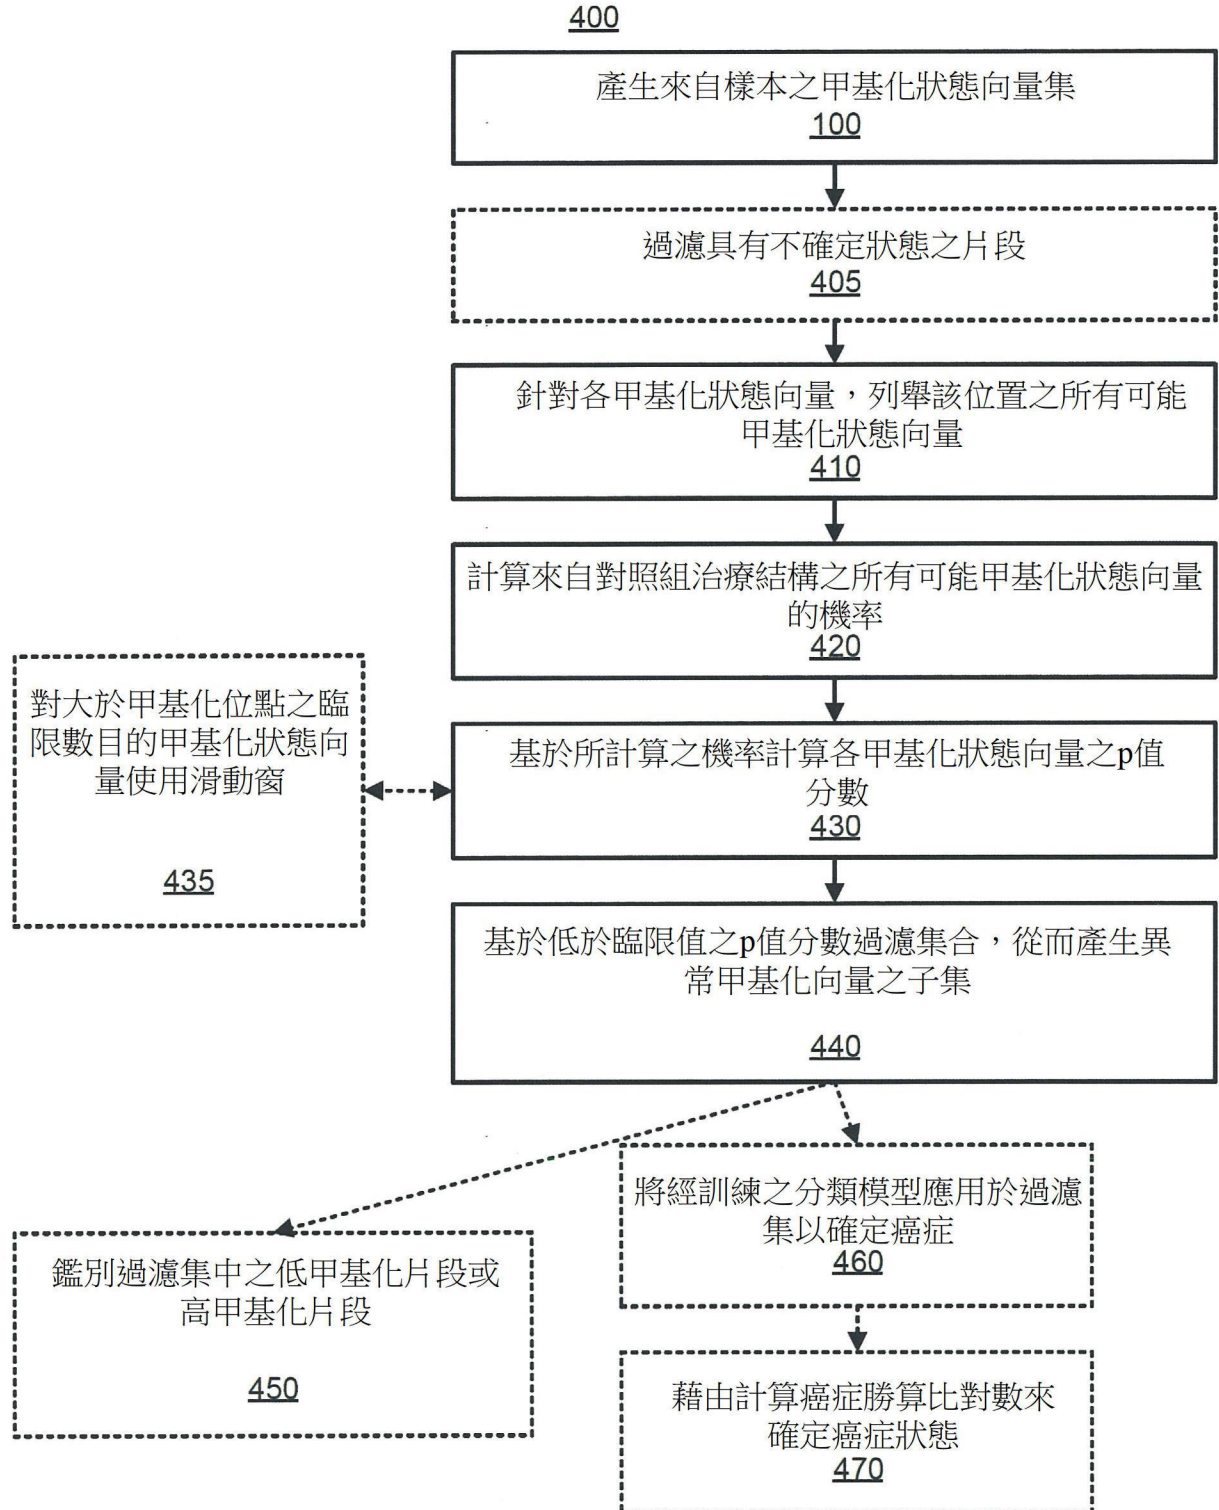 400
產生來自樣本之甲基化狀態向量集
100
過濾具有不確定狀態之片段
405
針對各甲基化狀態向量，列舉該位置之所有可能
甲基化狀態向量
410
計算來自對照組治療結構之所有可能甲基化狀態向量
的機率
420
對大於甲基化位點之臨
限數目的甲基化狀態向
量使用滑動窗
435
基於所計算之機率計算各甲基化狀態向量之p值
分數
430
基於低於臨限值之p值分數過濾集合，從而產生異
常甲基化向量之子集
440
鑑別過濾集中之低甲基化片段或
高甲基化片段
450
將經訓練之分類模型應用於過濾
集以確定癌症
460
藉由計算癌症勝算比對數來
確定癌症狀態
470